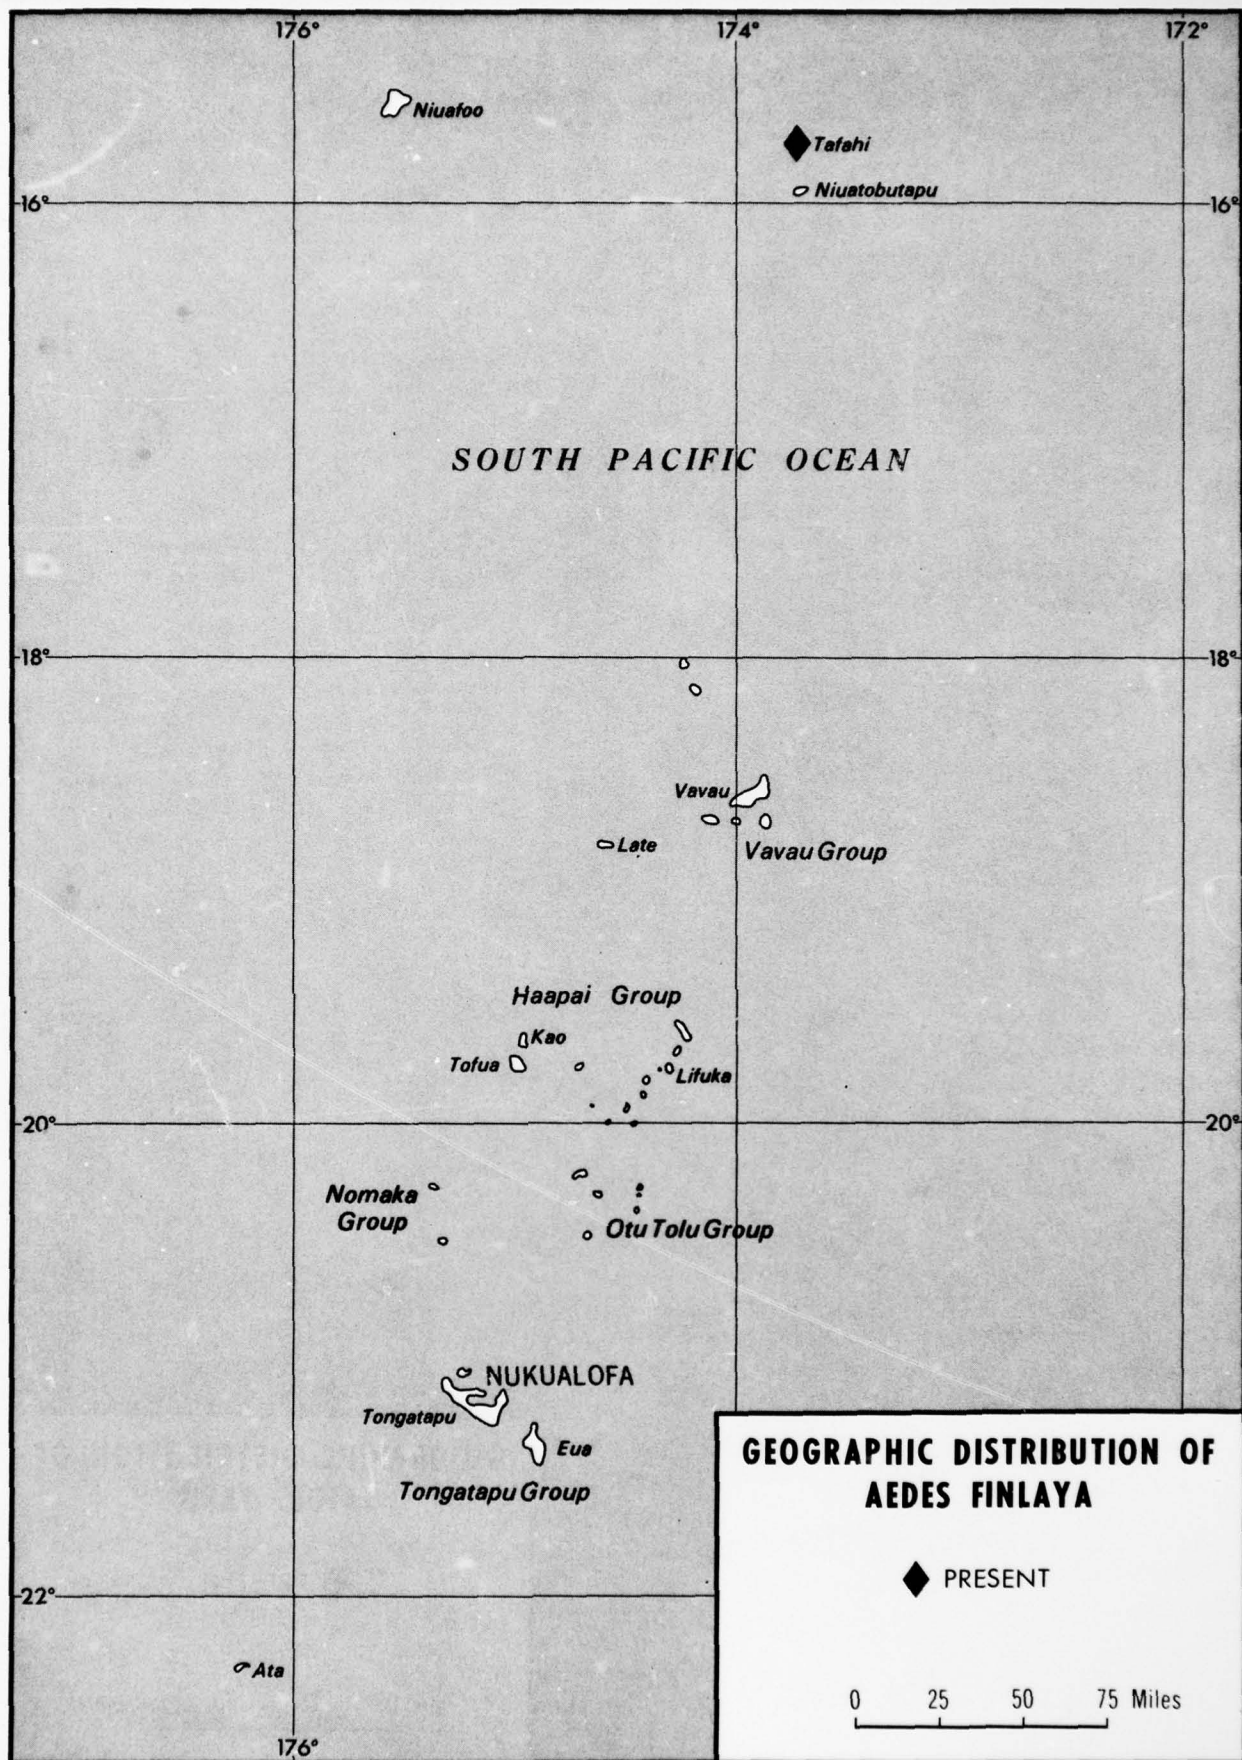 176°
174°
172°
Niuafoo
Tafahi
Niuatobutapu
16°
16°
SOUTH PACIFIC OCEAN
18°
18°
Vavau
Late
Vavau Group
Haapai Group
Kao
Tofua
Lifuka
20°
20°
Nomaka
Group
Otu Tolu Group
NUKUALOFA
Tongatapu
Eua
Tongatapu Group
GEOGRAPHIC DISTRIBUTION OF
AEDES FINLAYA
PRESENT
22°
Ata
0 25 50 75 Miles
176°